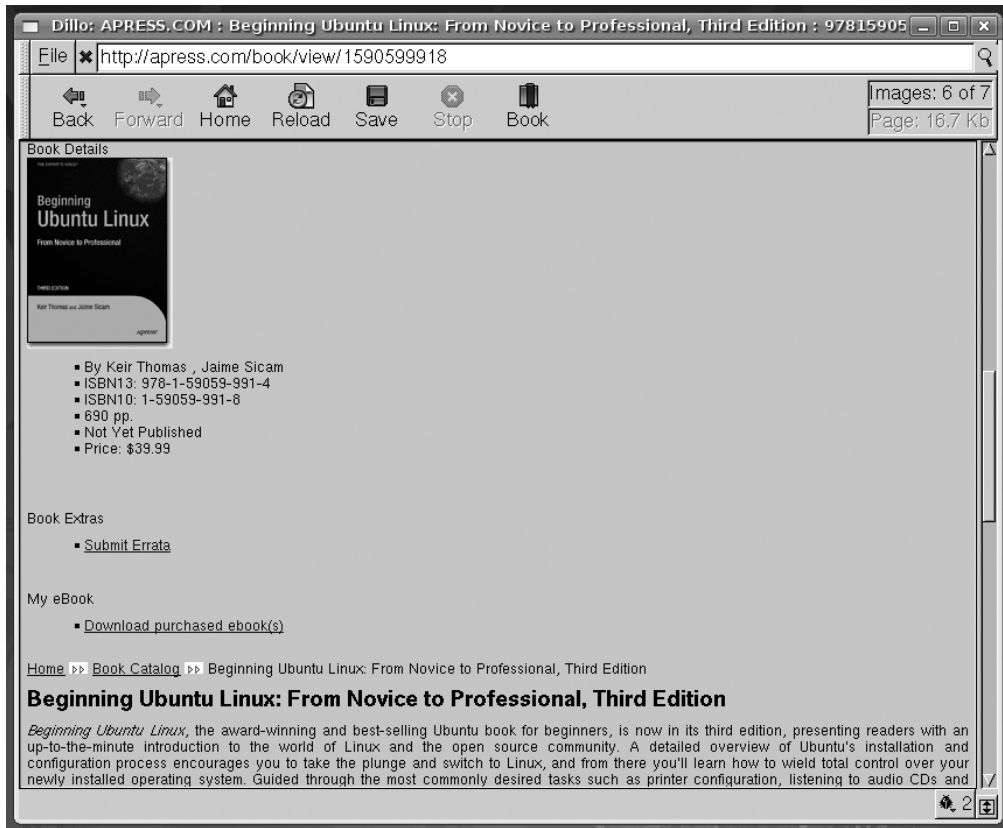 Dillo: APRESS.COM : Beginning Ubuntu Linux: From Novice to Professional, Third Edition : 97815905
File
http://apress.com/book/view/1590599918
Back Forward Home Reload Save Stop Book
Images: 6 of 7
Page: 16.7 Kb
Book Details
THE EXPERT'S VOICE®
Beginning
Ubuntu Linux
From Novice to Professional
THIRD EDITION
Keir Thomas and Jaime Sicam
Apress®
▪ By Keir Thomas , Jaime Sicam
▪ ISBN13: 978-1-59059-991-4
▪ ISBN10: 1-59059-991-8
▪ 690 pp.
▪ Not Yet Published
▪ Price: $39.99
Book Extras
▪ Submit Errata
My eBook
▪ Download purchased ebook(s)
Home ▹▹ Book Catalog ▹▹ Beginning Ubuntu Linux: From Novice to Professional, Third Edition
Beginning Ubuntu Linux: From Novice to Professional, Third Edition
Beginning Ubuntu Linux, the award-winning and best-selling Ubuntu book for beginners, is now in its third edition, presenting readers with an
up-to-the-minute introduction to the world of Linux and the open source community. A detailed overview of Ubuntu's installation and
configuration process encourages you to take the plunge and switch to Linux, and from there you'll learn how to wield total control over your
newly installed operating system. Guided through the most commonly desired tasks such as printer configuration, listening to audio CDs and
2